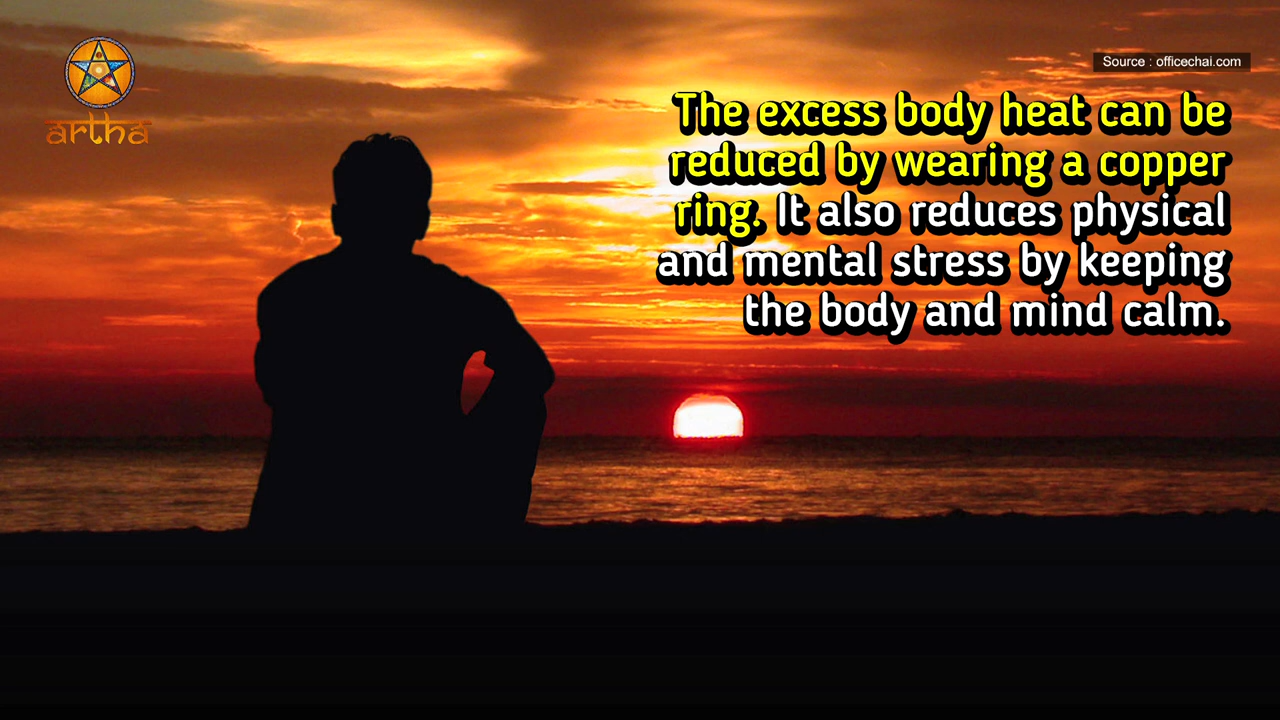 artha
Source : officechai.com
The excess body heat can be
reduced by wearing a copper
ring. It also reduces physical
and mental stress by keeping
the body and mind calm.